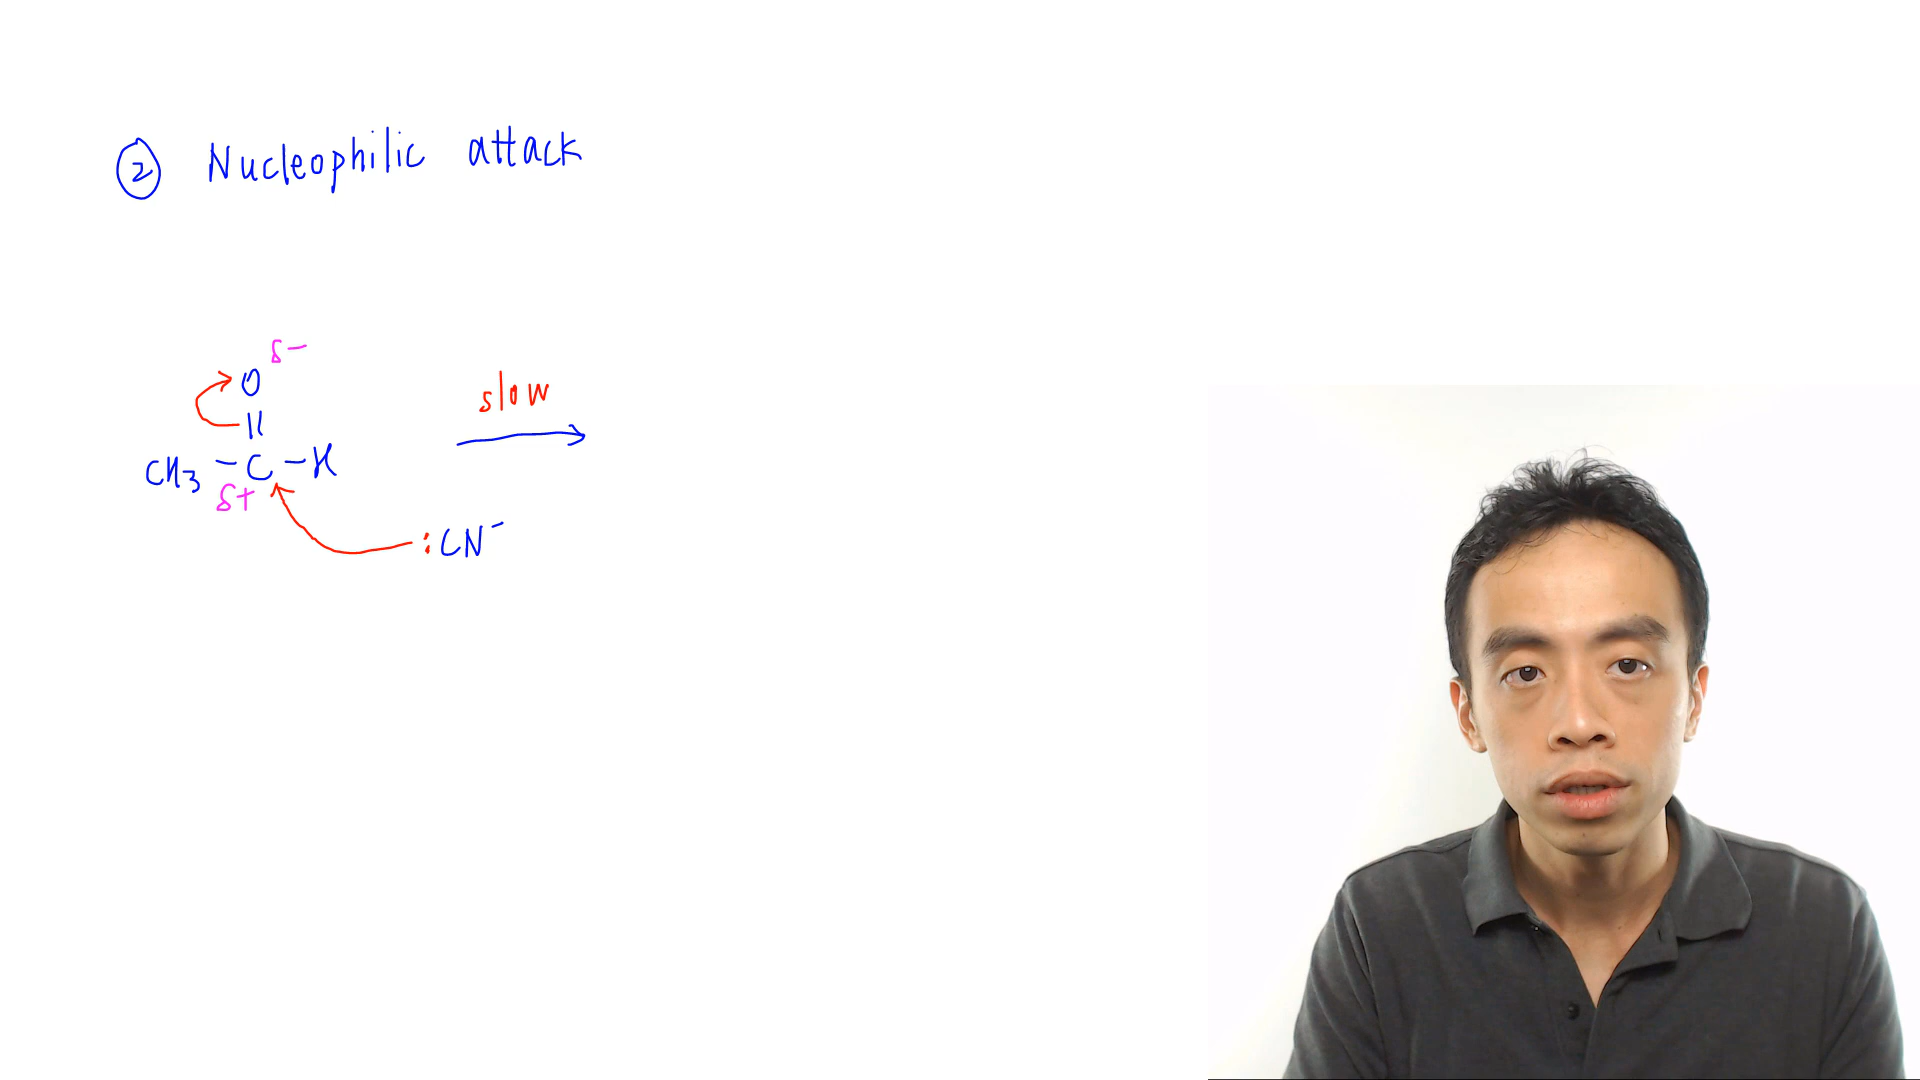 ② Nucleophilic attack
δ−
O
||
slow
CH3 − C − H
δ+
:CN−